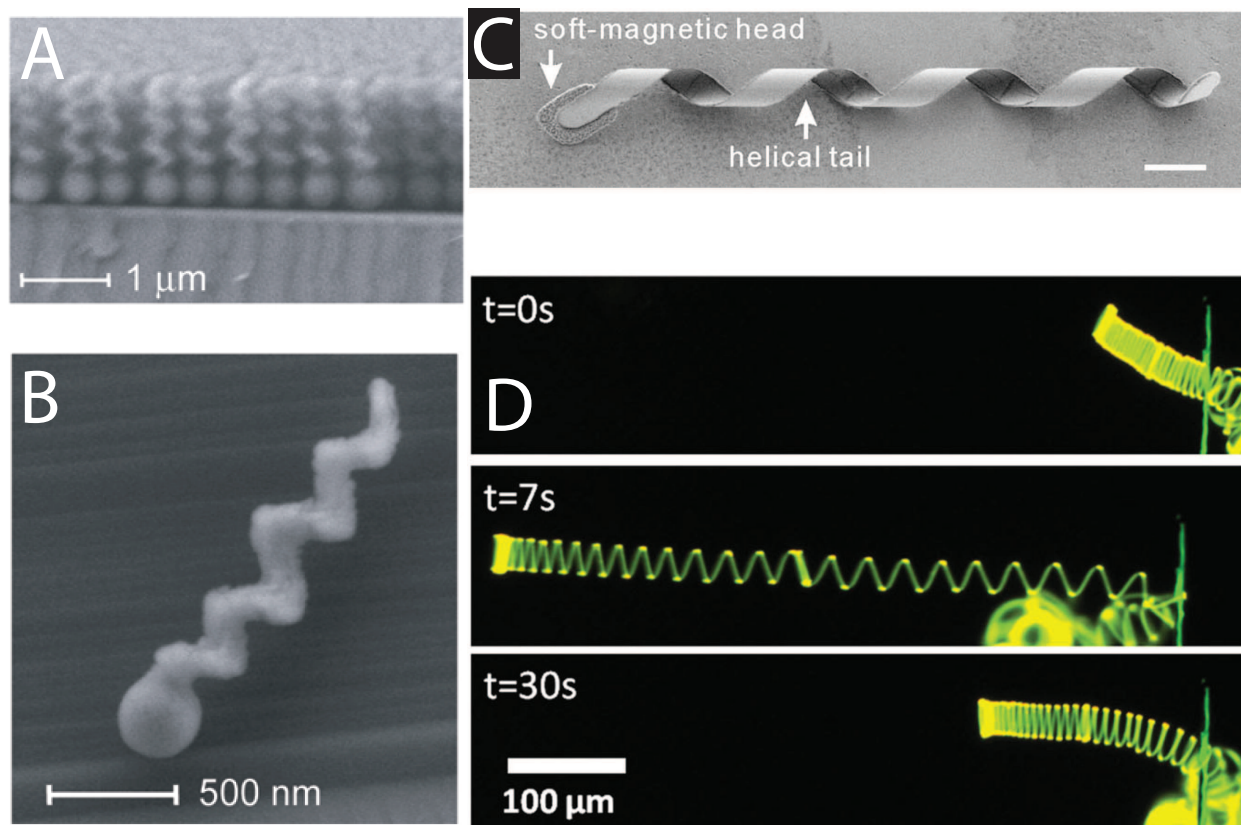 A
1 μm
B
500 nm
C
soft-magnetic head
helical tail
t=0s
D
t=7s
t=30s
100 μm